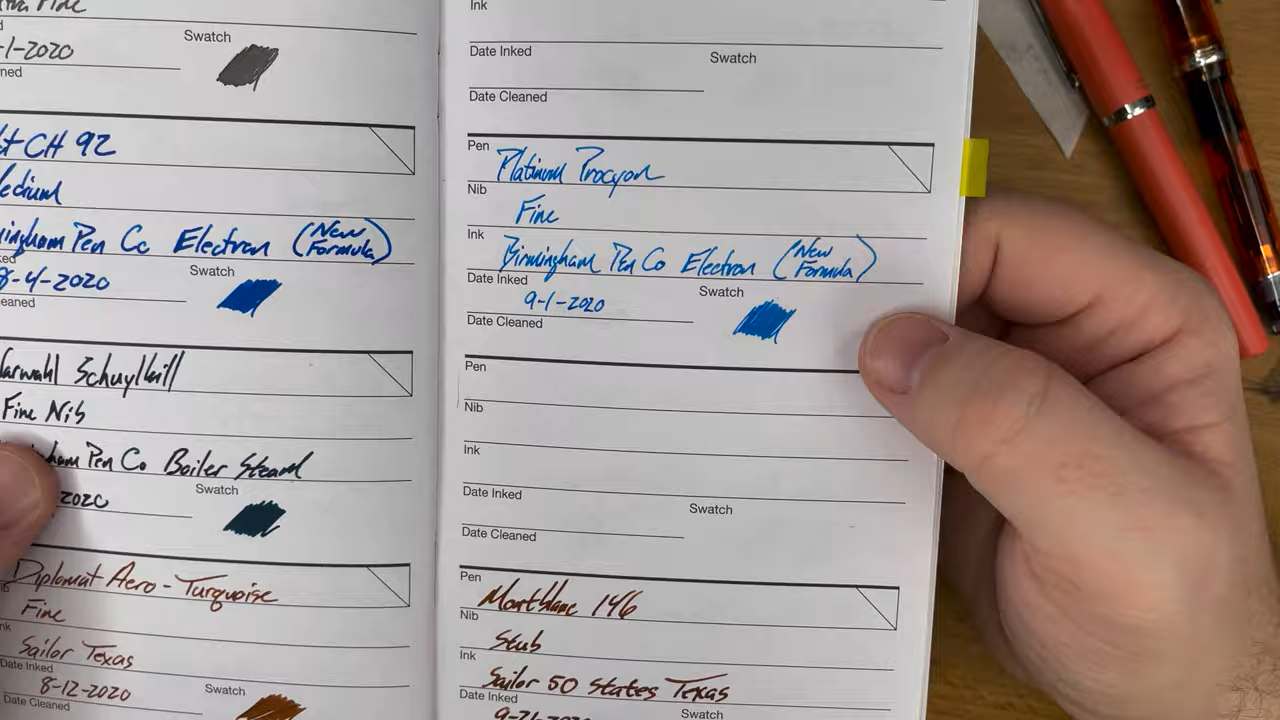 Fine
-1-2020
Swatch
CH 92
Medium
Pen Co Electron (New Formula)
8-4-2020
Swatch
Schuylkill
Fine Nib
Pen Co Boiler Steam
2020
Swatch
Diplomat Aero - Turquoise
Fine
Sailor Texas
Date Inked
8-12-2020
Swatch
Date Cleaned
Ink
Date Inked
Swatch
Date Cleaned
Pen Platinum Procyon
Nib Fine
Ink Birmingham Pen Co Electron (New Formula)
Date Inked 9-1-2020
Swatch
Date Cleaned
Pen
Nib
Ink
Date Inked
Swatch
Date Cleaned
Pen Montblanc 146
Nib Stub
Ink Sailor 50 States Texas
Date Inked
Swatch